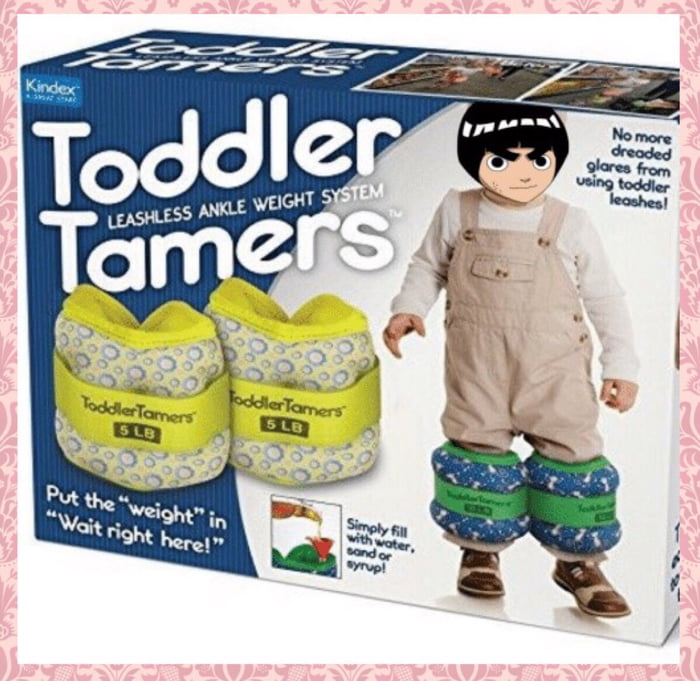 Toddler
Tamers
Kindex
Toddler
LEASHLESS ANKLE WEIGHT SYSTEM
Tamers™
No more
dreaded
glares from
using toddler
leashes!
ToddlerTamers
5 LB
ToddlerTamers
5 LB
Put the "weight" in
"Wait right here!"
Simply fill
with water,
sand or
syrup!